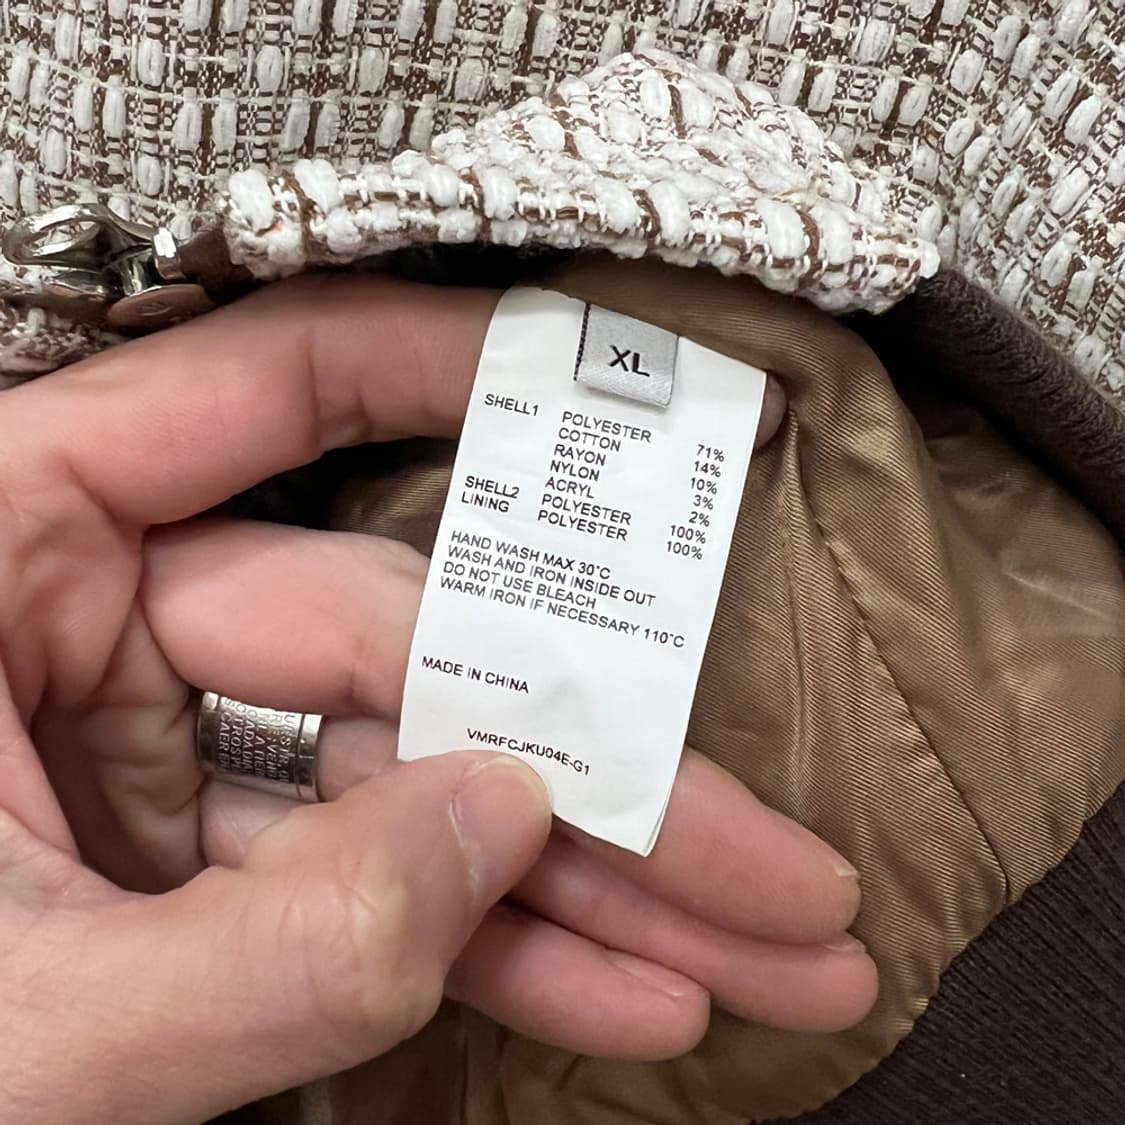 XL
SHELL1 POLYESTER 71%
COTTON 14%
RAYON 10%
NYLON 3%
ACRYL 2%
SHELL2 POLYESTER 100%
LINING POLYESTER 100%
HAND WASH MAX 30°C
WASH AND IRON INSIDE OUT
DO NOT USE BLEACH
WARM IRON IF NECESSARY 110°C
MADE IN CHINA
VMRFCJKU04E-G1